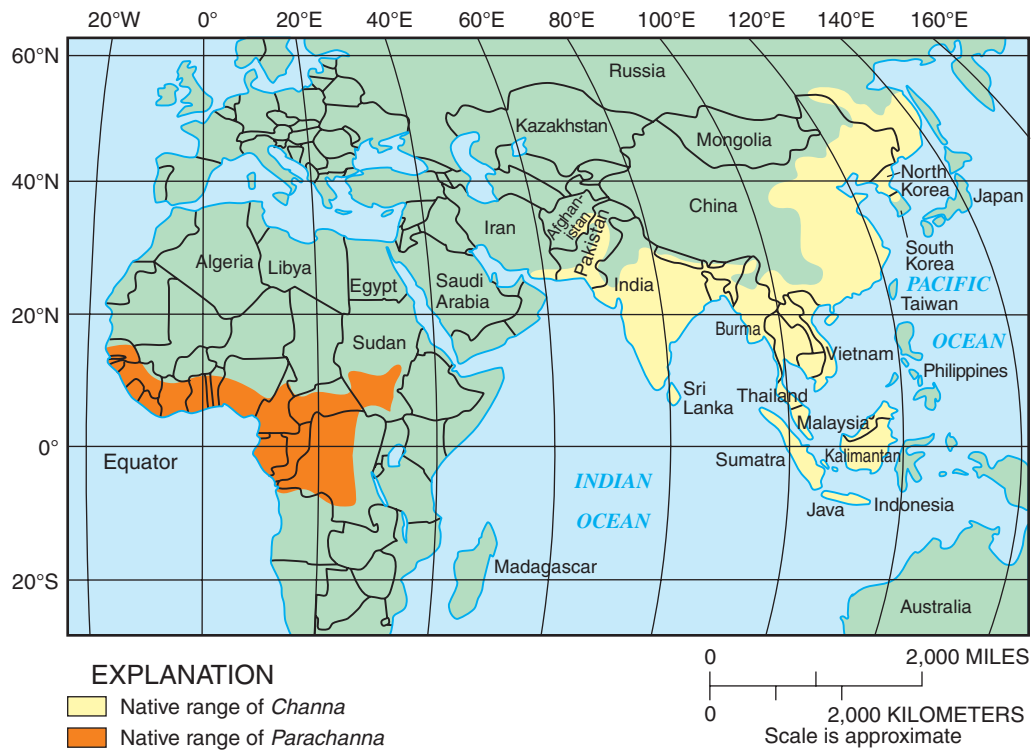 20°W 0° 20°E 40°E 60°E 80°E 100°E 120°E 140°E 160°E
60°N
40°N
20°N
0°
20°S
Russia
Kazakhstan
Mongolia
North
Korea
Japan
China
Afghan-
istan
Pakistan
Iran
South
Korea
Algeria
Libya
Egypt
Saudi
Arabia
India
PACIFIC
OCEAN
Taiwan
Burma
Sudan
Vietnam
Philippines
Thailand
Sri
Lanka
Malaysia
Equator
Sumatra
Kalimantan
INDIAN
OCEAN
Java
Indonesia
Madagascar
Australia
EXPLANATION
Native range of Channa
Native range of Parachanna
0 2,000 MILES
0 2,000 KILOMETERS
Scale is approximate